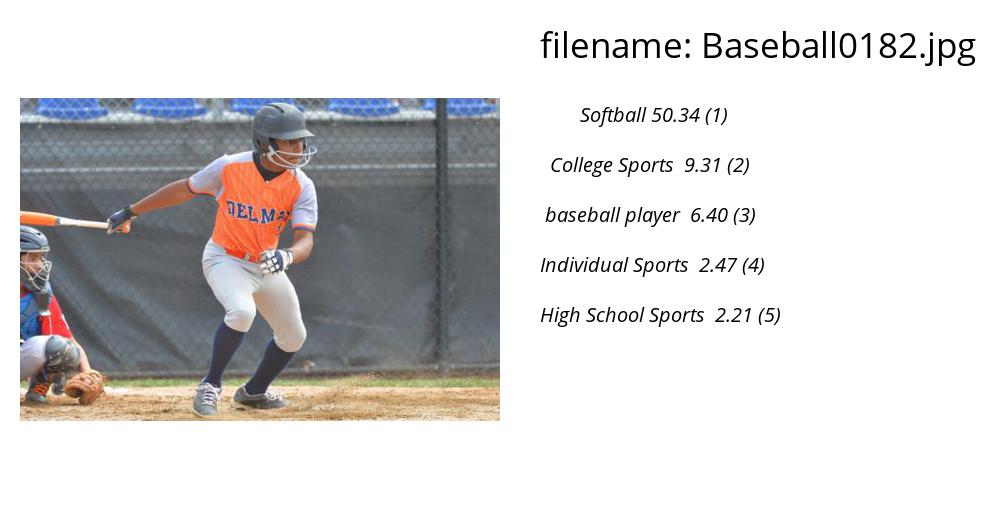 filename: Baseball0182.jpg
Softball 50.34 (1)
College Sports 9.31 (2)
baseball player 6.40 (3)
Individual Sports 2.47 (4)
High School Sports 2.21 (5)